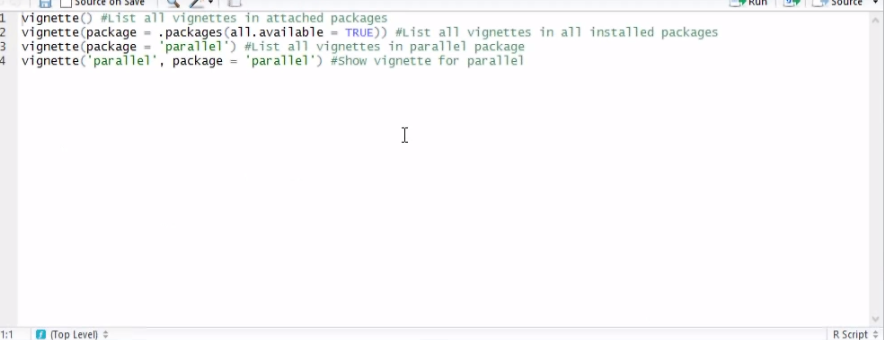 Source on Save Run Source
1 vignette() #List all vignettes in attached packages
2 vignette(package = .packages(all.available = TRUE)) #List all vignettes in all installed packages
3 vignette(package = 'parallel') #List all vignettes in parallel package
4 vignette('parallel', package = 'parallel') #Show vignette for parallel
1:1 (Top Level) R Script